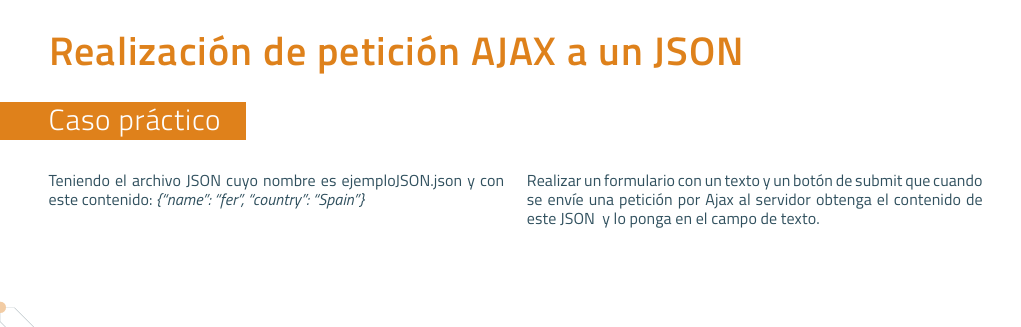 Realización de petición AJAX a un JSON
Caso práctico
Teniendo el archivo JSON cuyo nombre es ejemploJSON.json y con
este contenido: {“name”: “fer”, “country”: “Spain”}
Realizar un formulario con un texto y un botón de submit que cuando
se envíe una petición por Ajax al servidor obtenga el contenido de
este JSON  y lo ponga en el campo de texto.